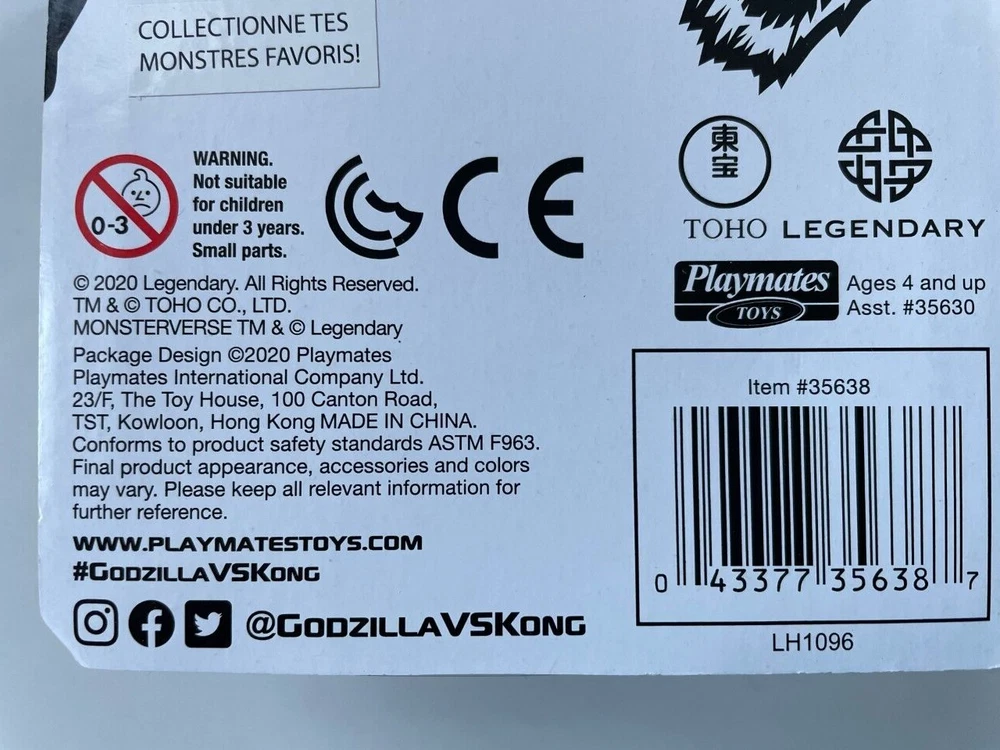 COLLECTIONNE TES
MONSTRES FAVORIS!
0-3
WARNING.
Not suitable
for children
under 3 years.
Small parts.
CE
東
宝
TOHO
LEGENDARY
Playmates
TOYS
Ages 4 and up
Asst. #35630
© 2020 Legendary. All Rights Reserved.
TM & © TOHO CO., LTD.
MONSTERVERSE TM & © Legendary
Package Design ©2020 Playmates
Playmates International Company Ltd.
23/F, The Toy House, 100 Canton Road,
TST, Kowloon, Hong Kong MADE IN CHINA.
Conforms to product safety standards ASTM F963.
Final product appearance, accessories and colors
may vary. Please keep all relevant information for
further reference.
WWW.PLAYMATESTOYS.COM
#GODZILLAVSKONG
@GODZILLAVSKONG
Item #35638
0 43377 35638 7
LH1096